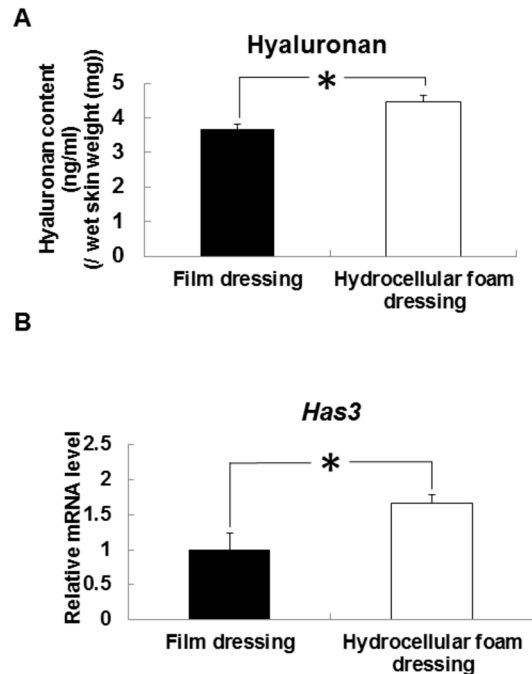 A
Hyaluronan
Hyaluronan content
(ng/ml)
(/ wet skin weight (mg))
5
4
3
2
1
0
*
Film dressing
Hydrocellular foam
dressing
B
Has3
Relative mRNA level
2.5
2
1.5
1
0.5
0
*
Film dressing
Hydrocellular foam
dressing